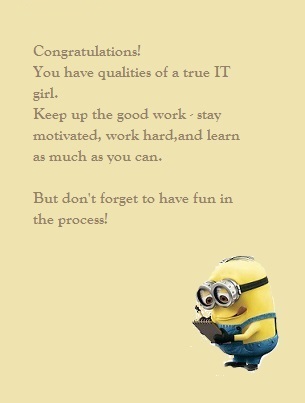 Congratulations!
You have qualities of a true IT
girl.
Keep up the good work - stay
motivated, work hard,and learn
as much as you can.
But don't forget to have fun in
the process!